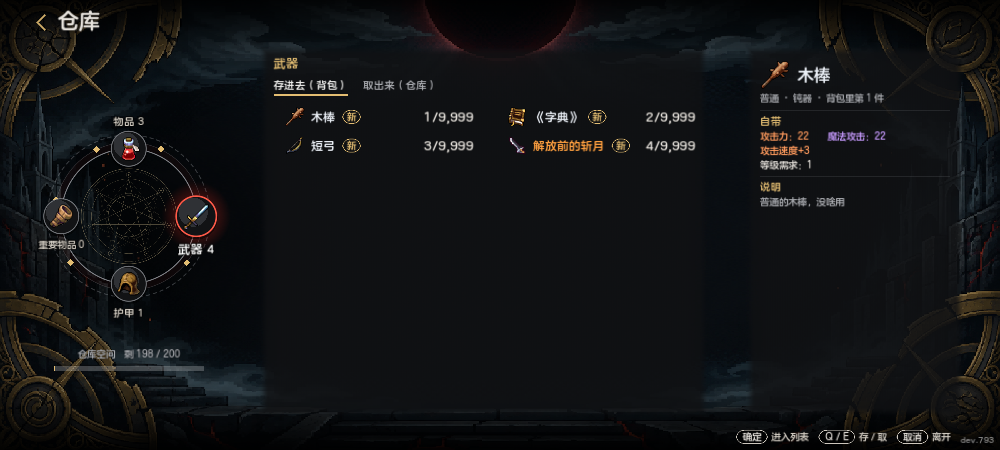 仓库
物品 3
重要物品 0
武器 4
护甲 1
仓库空间 剩 198 / 200
武器
存进去（背包） 取出来（仓库）
木棒 新 1/9,999 《字典》 新 2/9,999
短弓 新 3/9,999 解放前的斩月 新 4/9,999
木棒
普通 · 钝器 · 背包里第 1 件
自带
攻击力：22 魔法攻击：22
攻击速度+3
等级需求：1
说明
普通的木棒，没啥用
确定 进入列表 Q / E 存 / 取 取消 离开
dev.793